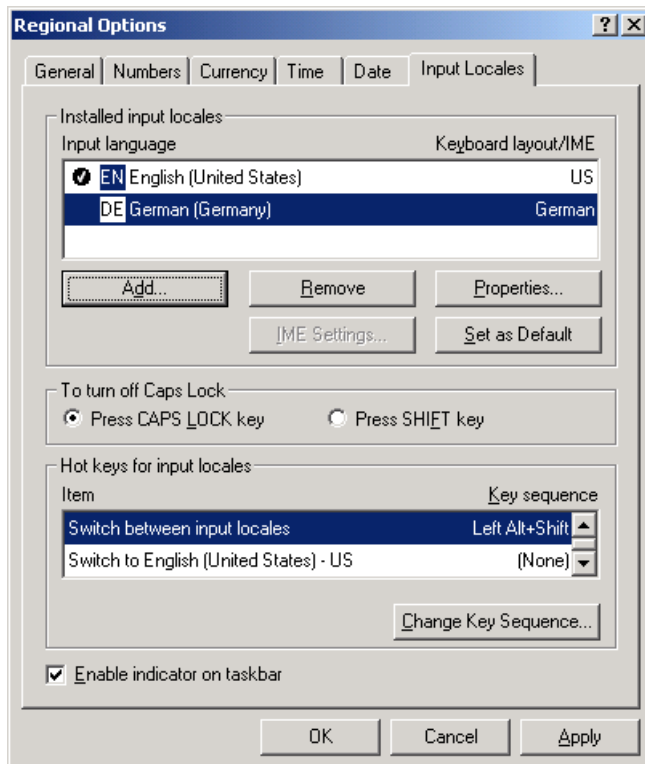 Regional Options
General Numbers Currency Time Date Input Locales
Installed input locales
Input language Keyboard layout/IME
EN English (United States) US
DE German (Germany) German
Add... Remove Properties...
IME Settings... Set as Default
To turn off Caps Lock
Press CAPS LOCK key Press SHIFT key
Hot keys for input locales
Item Key sequence
Switch between input locales Left Alt+Shift
Switch to English (United States) - US (None)
Change Key Sequence...
Enable indicator on taskbar
OK Cancel Apply